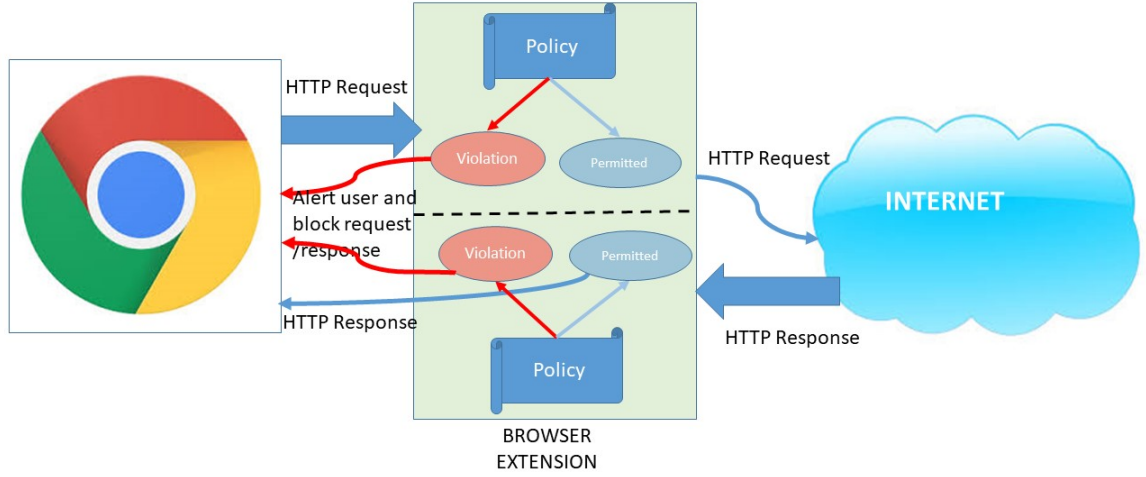 Policy
HTTP Request
Violation
Permitted
HTTP Request
Alert user and
block request
/response
INTERNET
Violation
Permitted
HTTP Response
HTTP Response
Policy
BROWSER
EXTENSION